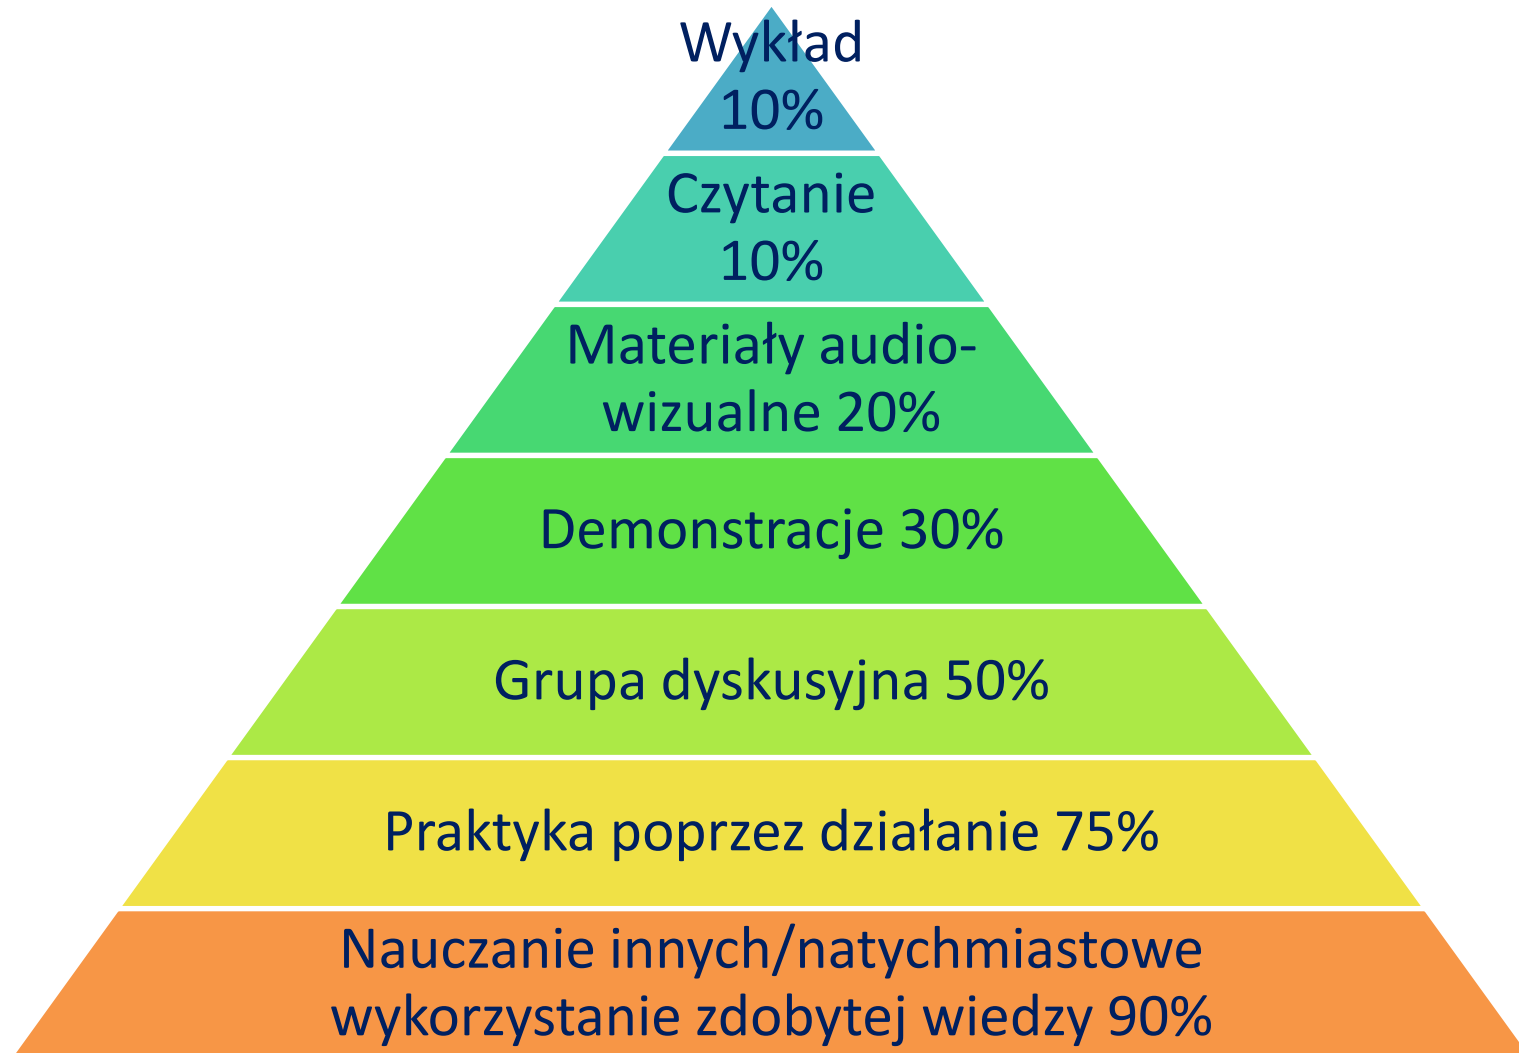 Wykład
10%
Czytanie
10%
Materiały audio-
wizualne 20%
Demonstracje 30%
Grupa dyskusyjna 50%
Praktyka poprzez działanie 75%
Nauczanie innych/natychmiastowe
wykorzystanie zdobytej wiedzy 90%